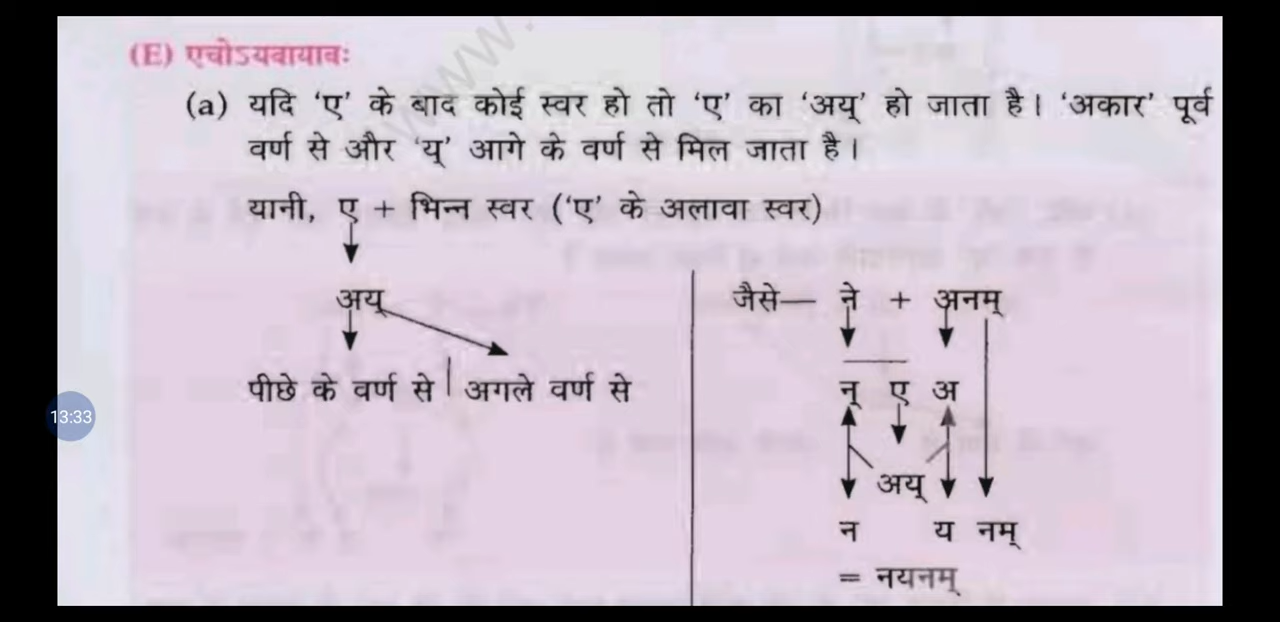 www.
(E) एचोऽयवायावः
(a) यदि ‘ए’ के बाद कोई स्वर हो तो ‘ए’ का ‘अय्’ हो जाता है। ‘अकार’ पूर्व
वर्ण से और ‘य्’ आगे के वर्ण से मिल जाता है।
यानी, ए + भिन्न स्वर (‘ए’ के अलावा स्वर)
अय्
पीछे के वर्ण से | अगले वर्ण से
जैसे— ने + अनम्
न् ए अ
अय्
न य नम्
= नयनम्
13:33